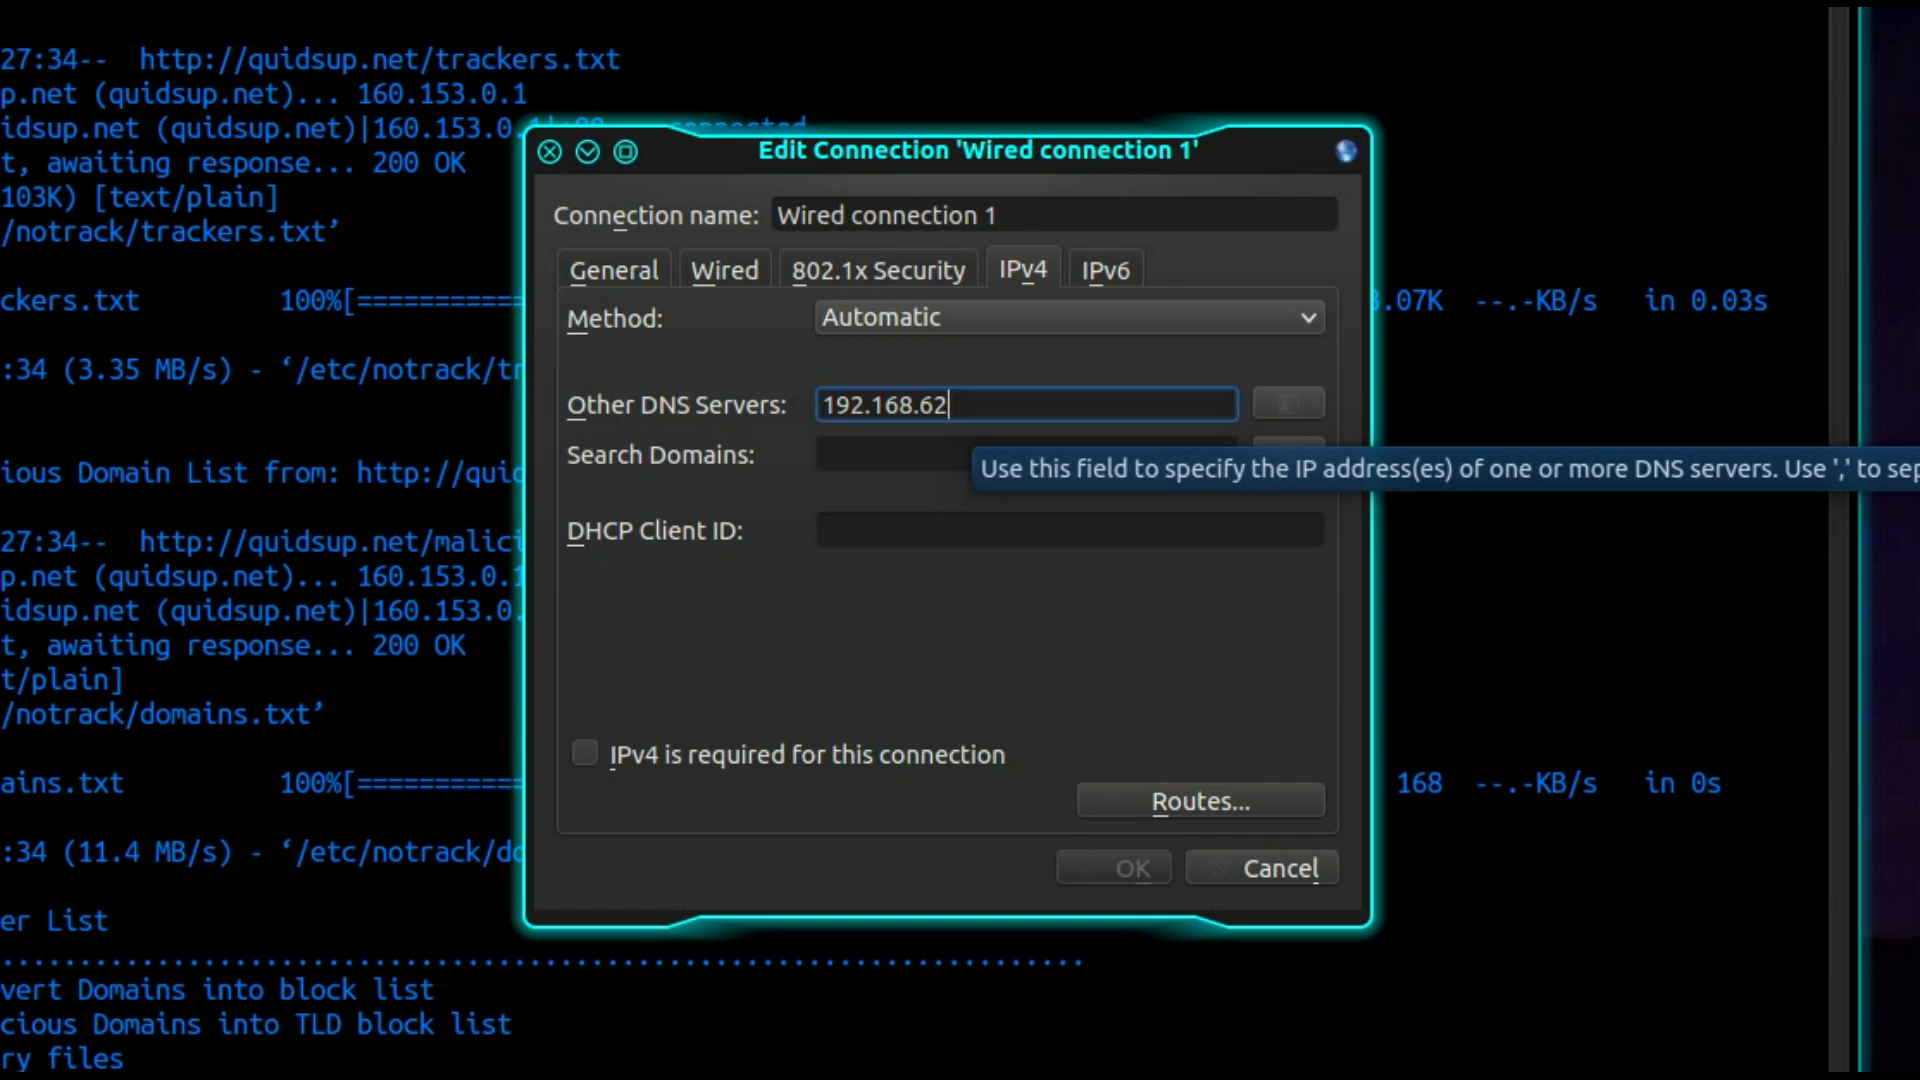 27:34-- http://quidsup.net/trackers.txt
p.net (quidsup.net)... 160.153.0.1
idsup.net (quidsup.net)|160.153.0.1|:80... connected.
t, awaiting response... 200 OK
103K) [text/plain]
/notrack/trackers.txt’
ckers.txt 100%[===========
3.07K --.-KB/s in 0.03s
:34 (3.35 MB/s) - ‘/etc/notrack/tr
ious Domain List from: http://quid
27:34-- http://quidsup.net/malici
p.net (quidsup.net)... 160.153.0.1
idsup.net (quidsup.net)|160.153.0.
t, awaiting response... 200 OK
t/plain]
/notrack/domains.txt’
ains.txt 100%[===========
168 --.-KB/s in 0s
:34 (11.4 MB/s) - ‘/etc/notrack/do
er List
......................................................................
vert Domains into block list
cious Domains into TLD block list
ry files
Edit Connection 'Wired connection 1'
Connection name: Wired connection 1
General Wired 802.1x Security IPv4 IPv6
Method: Automatic
Other DNS Servers: 192.168.62
Search Domains:
Use this field to specify the IP address(es) of one or more DNS servers. Use ',' to sep
DHCP Client ID:
IPv4 is required for this connection
Routes...
OK Cancel